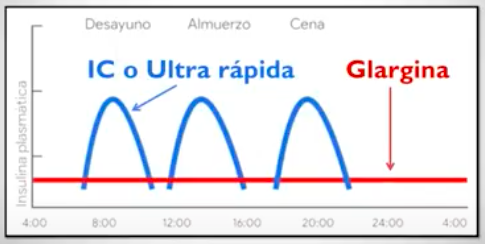 Desayuno Almuerzo Cena
IC o Ultra rápida Glargina
Insulina plasmática
4:00 8:00 12:00 16:00 20:00 24:00 4:00